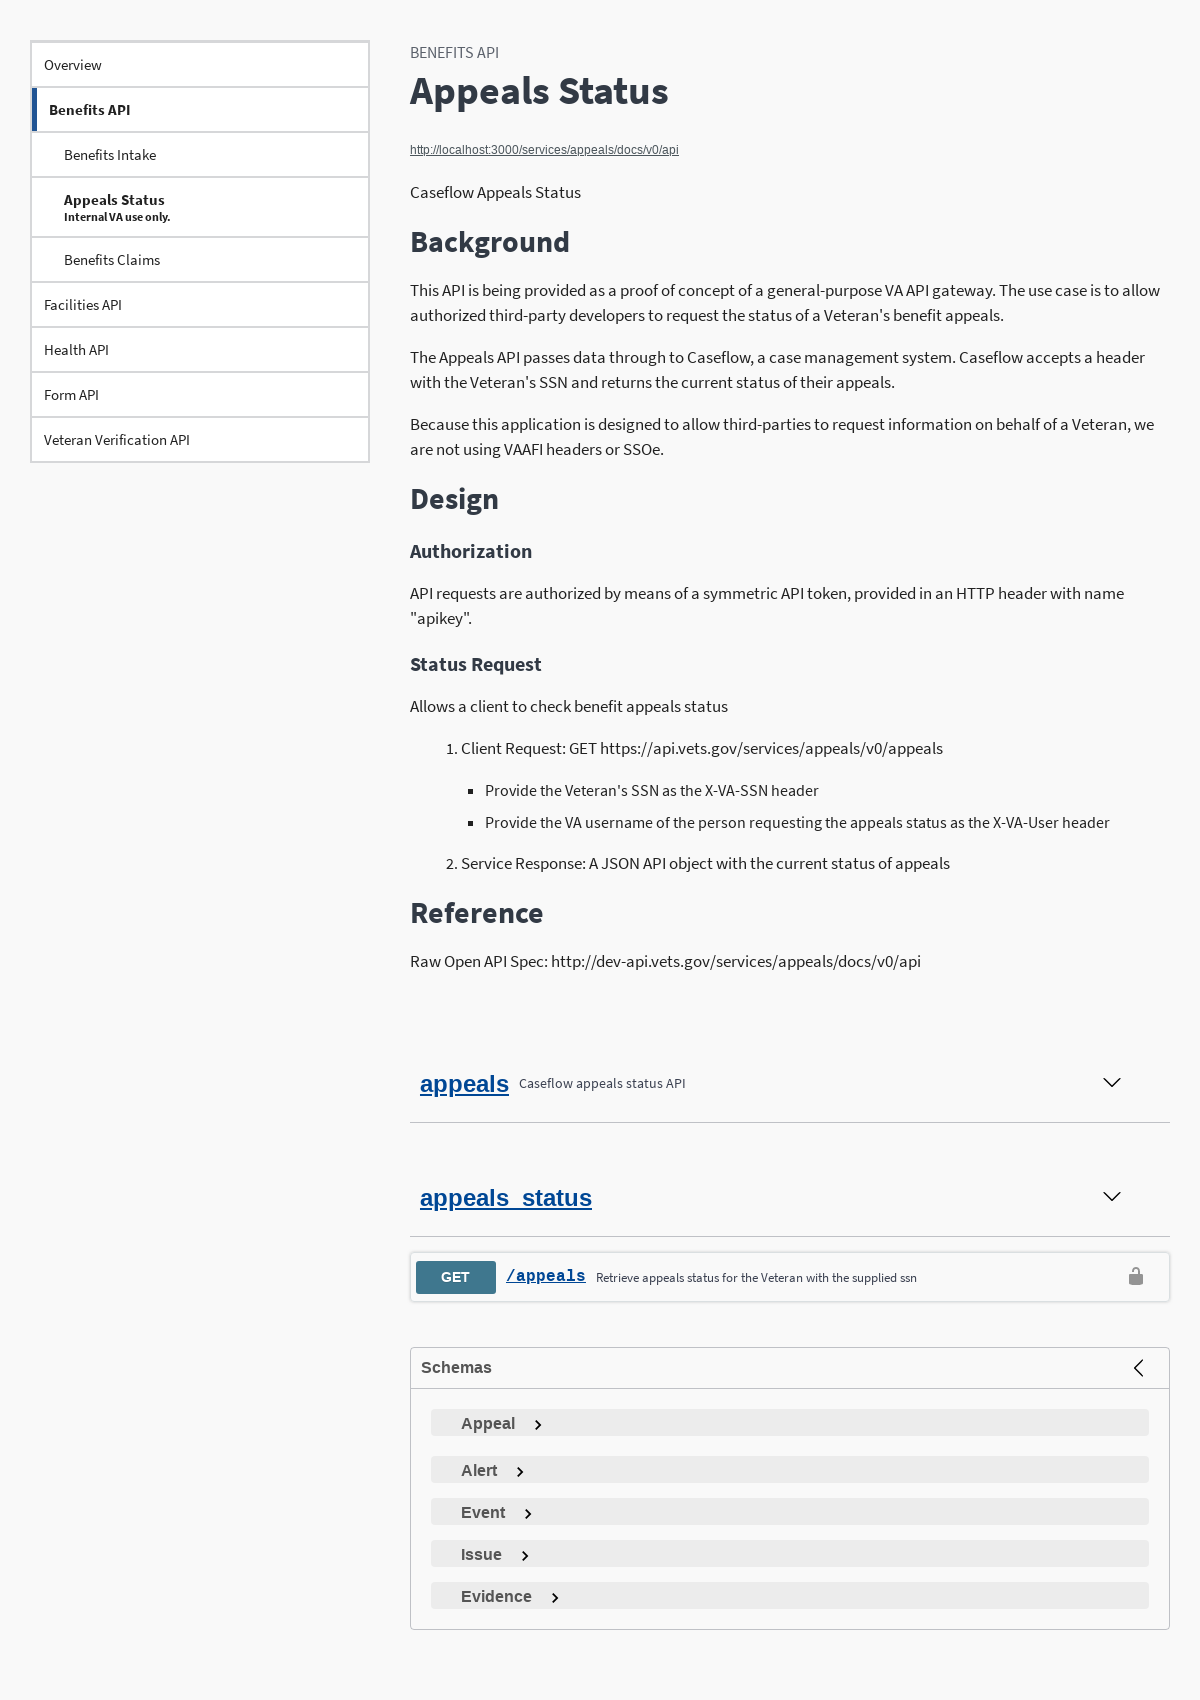 Overview
Benefits API
Benefits Intake
Appeals Status
Internal VA use only.
Benefits Claims
Facilities API
Health API
Form API
Veteran Verification API
BENEFITS API
Appeals Status
http://localhost:3000/services/appeals/docs/v0/api
Caseflow Appeals Status
Background
This API is being provided as a proof of concept of a general-purpose VA API gateway. The use case is to allow
authorized third-party developers to request the status of a Veteran's benefit appeals.
The Appeals API passes data through to Caseflow, a case management system. Caseflow accepts a header
with the Veteran's SSN and returns the current status of their appeals.
Because this application is designed to allow third-parties to request information on behalf of a Veteran, we
are not using VAAFI headers or SSOe.
Design
Authorization
API requests are authorized by means of a symmetric API token, provided in an HTTP header with name
"apikey".
Status Request
Allows a client to check benefit appeals status
1. Client Request: GET https://api.vets.gov/services/appeals/v0/appeals
▪ Provide the Veteran's SSN as the X-VA-SSN header
▪ Provide the VA username of the person requesting the appeals status as the X-VA-User header
2. Service Response: A JSON API object with the current status of appeals
Reference
Raw Open API Spec: http://dev-api.vets.gov/services/appeals/docs/v0/api
appeals Caseflow appeals status API
appeals_status
GET /appeals Retrieve appeals status for the Veteran with the supplied ssn
Schemas
Appeal
Alert
Event
Issue
Evidence